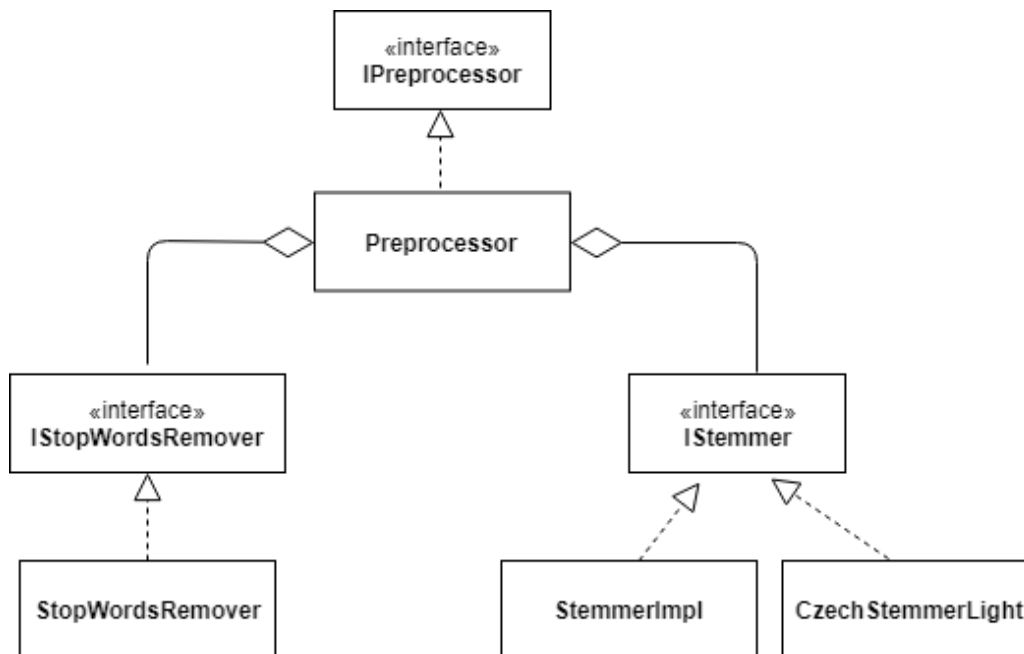 «interface»
IPreprocessor
Preprocessor
«interface»
IStopWordsRemover
«interface»
IStemmer
StopWordsRemover
StemmerImpl
CzechStemmerLight